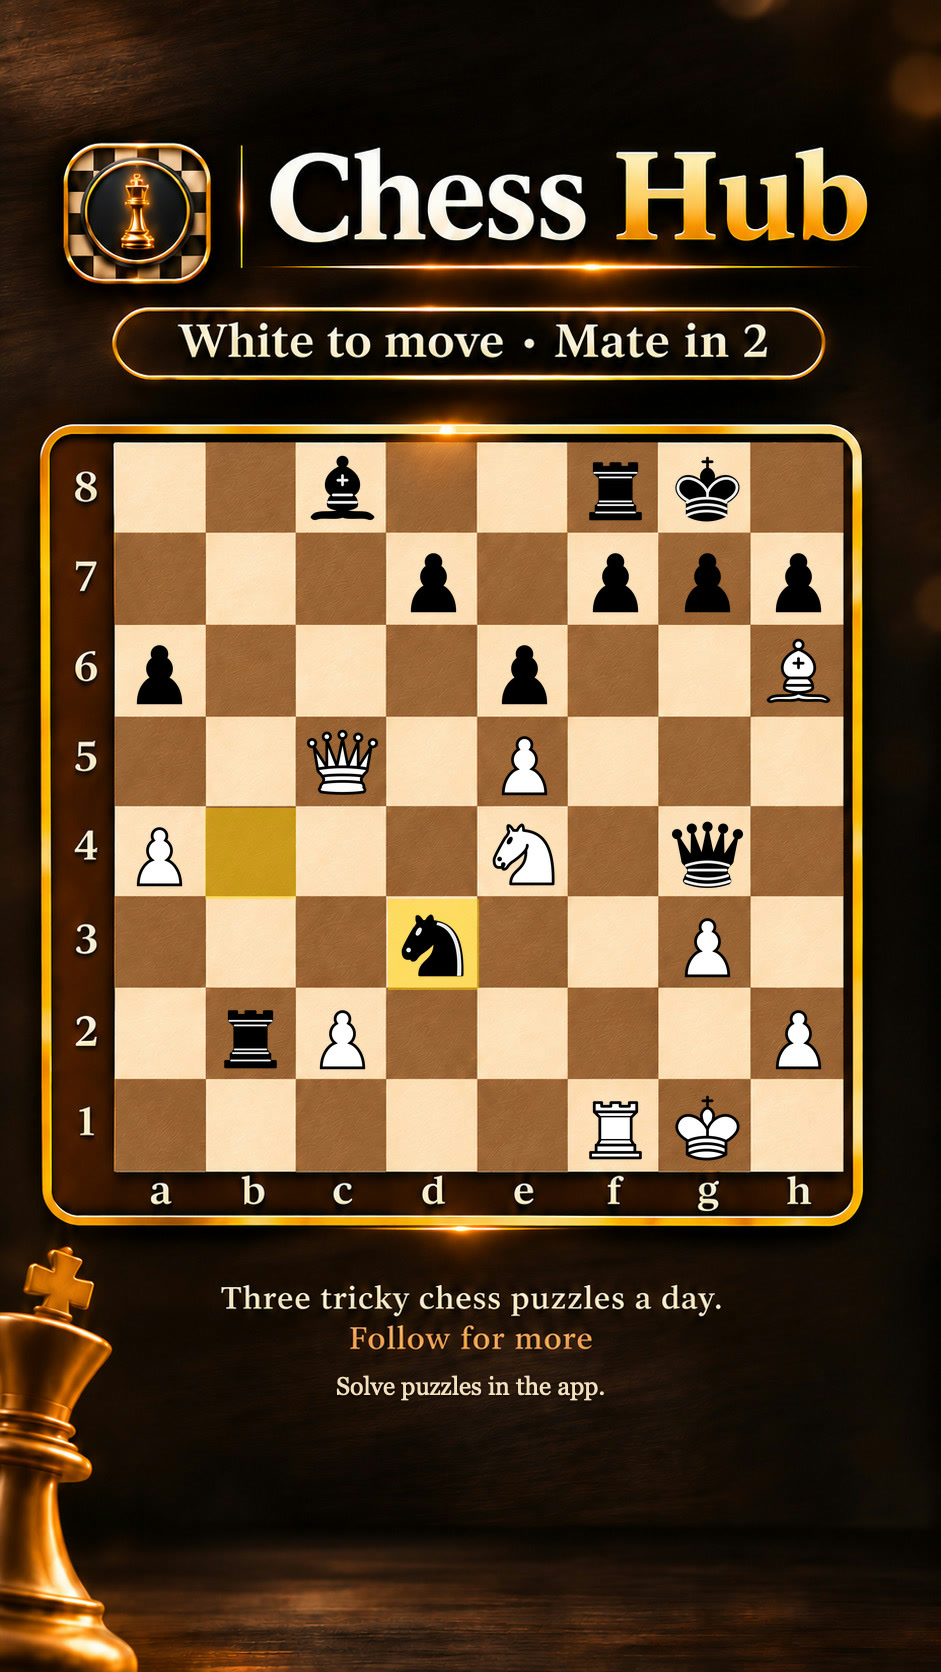 Chess Hub
White to move • Mate in 2
8
7
6
5
4
3
2
1
a b c d e f g h
Three tricky chess puzzles a day.
Follow for more
Solve puzzles in the app.